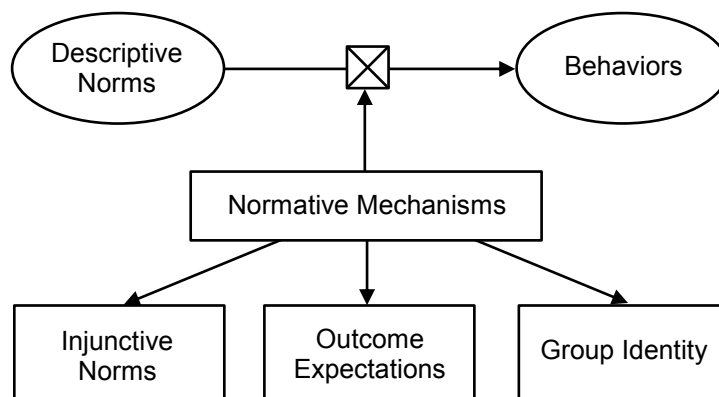 Descriptive
Norms
Behaviors
Normative Mechanisms
Injunctive
Norms
Outcome
Expectations
Group Identity